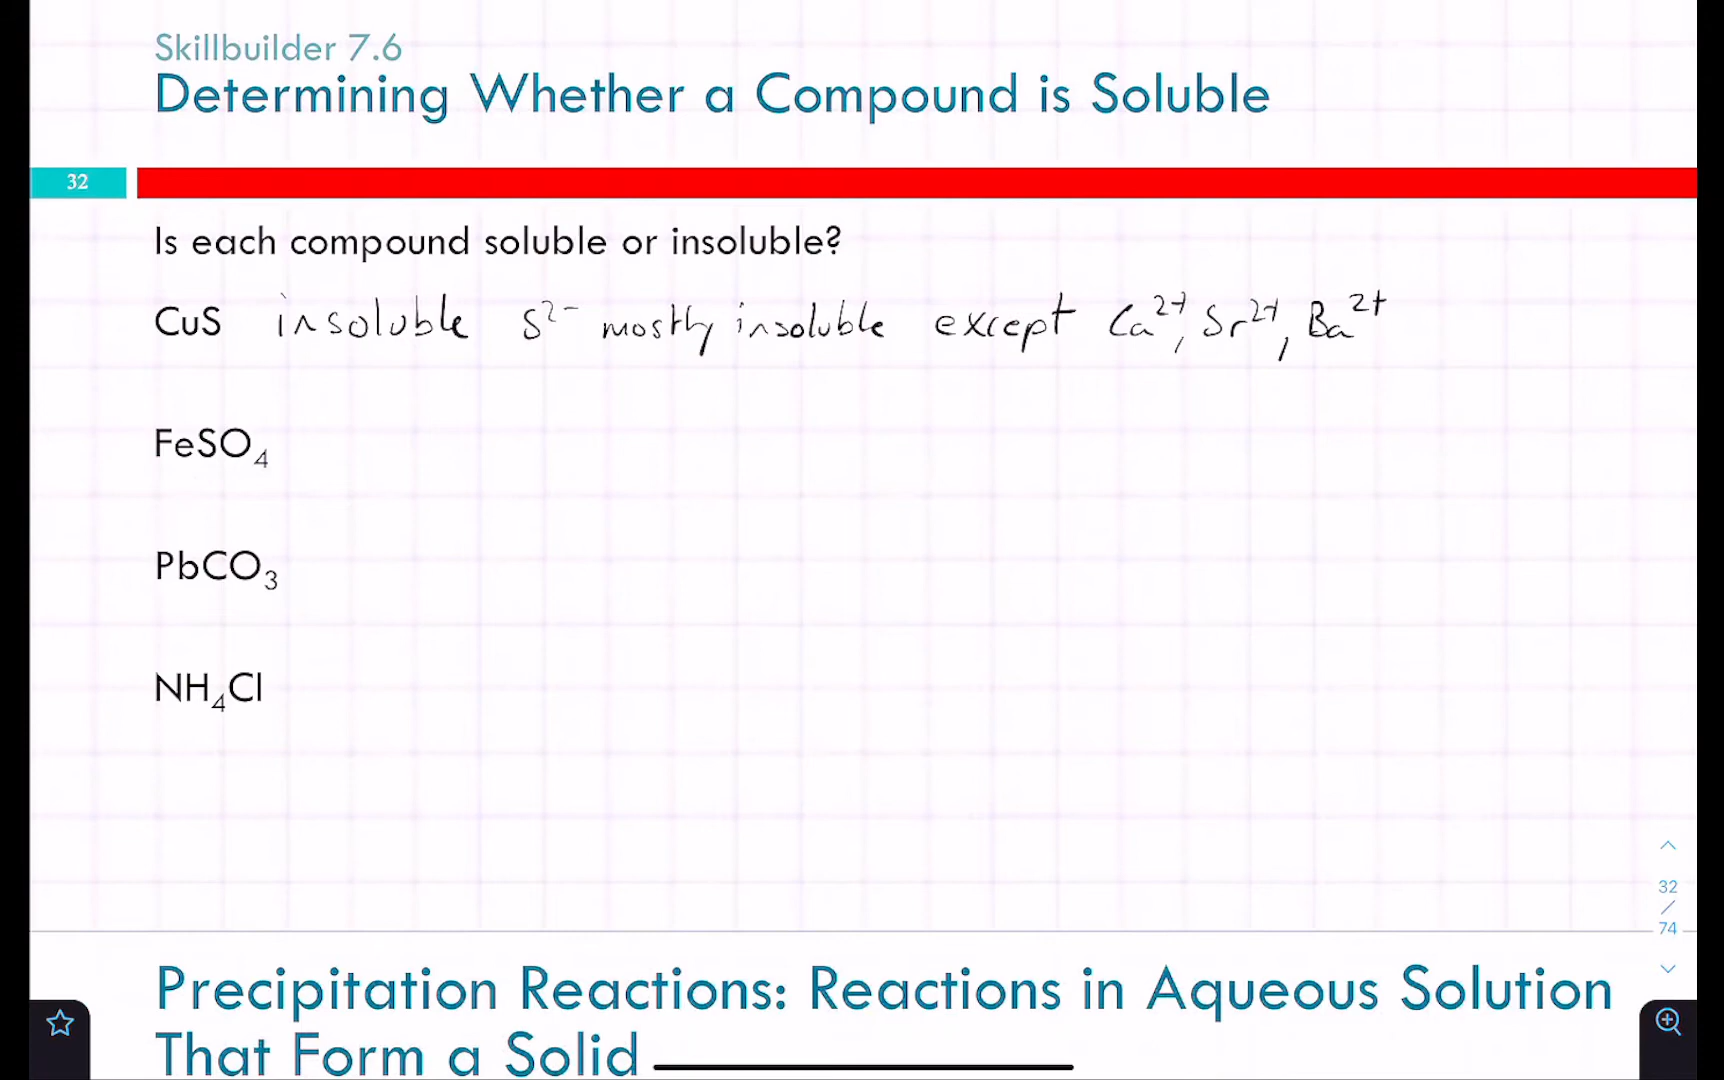 Skillbuilder 7.6
Determining Whether a Compound is Soluble
32
Is each compound soluble or insoluble?
CuS insoluble S²⁻ mostly insoluble except Ca²⁺, Sr²⁺, Ba²⁺
FeSO₄
PbCO₃
NH₄Cl
32
/
74
Precipitation Reactions: Reactions in Aqueous Solution
That Form a Solid